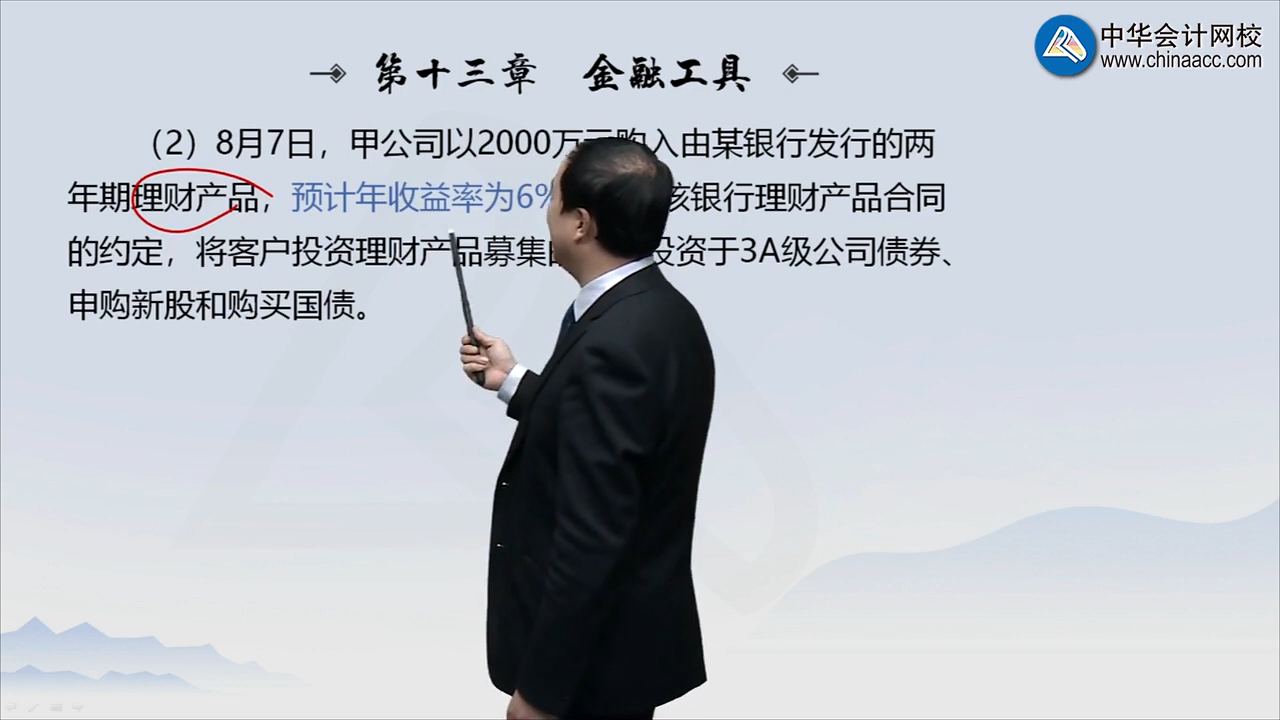 中华会计网校
www.chinaacc.com
第十三章 金融工具
（2）8月7日，甲公司以2000万 购入由某银行发行的两
年期理财产品，预计年收益率为6% 该银行理财产品合同
的约定，将客户投资理财产品募集 投资于3A级公司债券、
申购新股和购买国债。